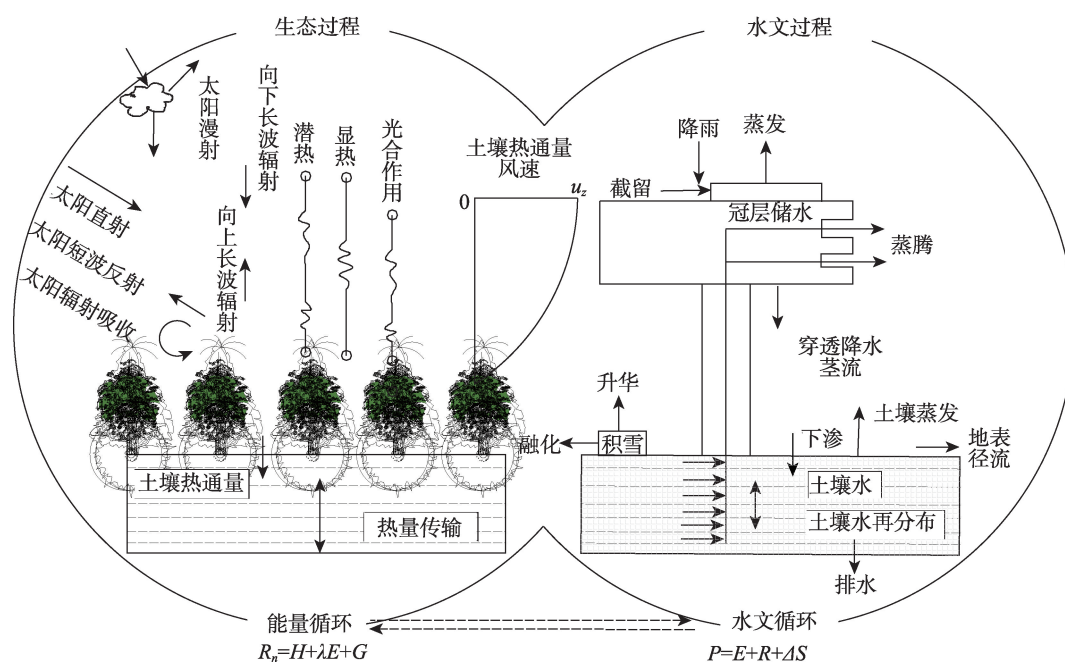 生态过程
水文过程
太阳漫射
向下长波辐射
潜热
显热
光合作用
太阳直射
太阳短波反射
太阳辐射吸收
向上长波辐射
土壤热通量
风速
0
u_z
降雨
蒸发
截留
冠层储水
蒸腾
穿透降水
茎流
升华
融化
积雪
下渗
土壤蒸发
地表
径流
土壤热通量
热量传输
土壤水
土壤水再分布
排水
能量循环
R_n=H+λE+G
水文循环
P=E+R+ΔS